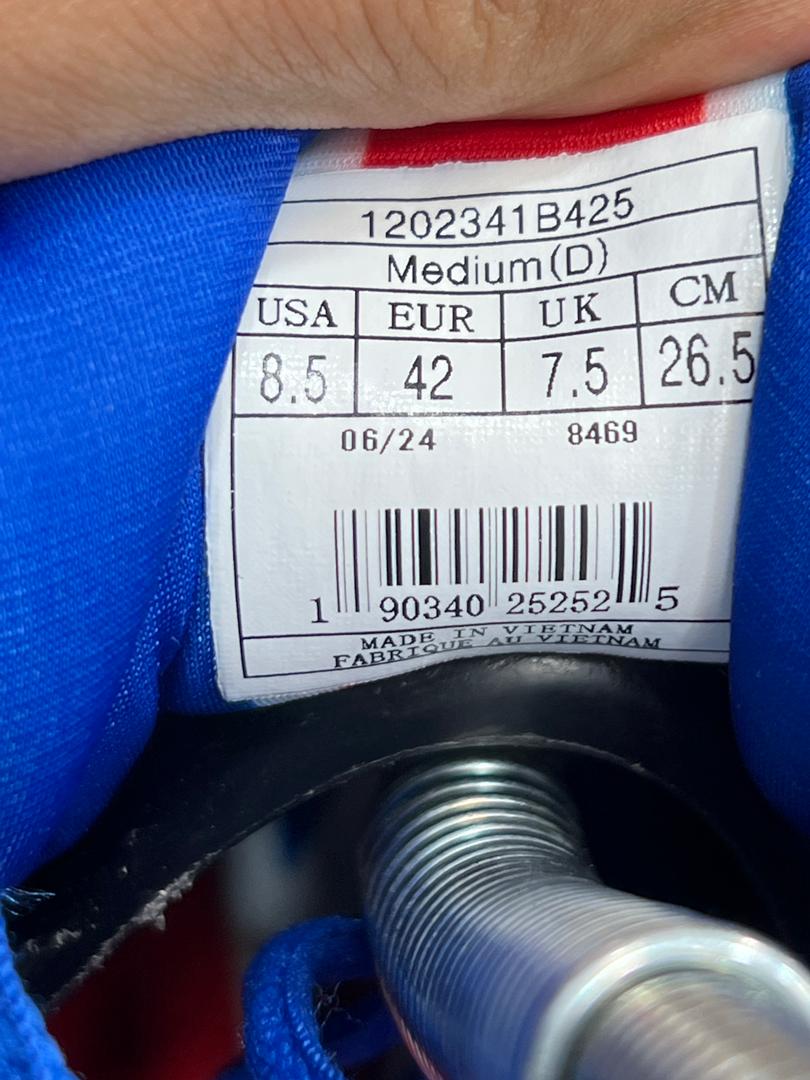 1202341B425
Medium(D)
USA EUR UK CM
8.5 42 7.5 26.5
06/24 8469
1 90340 25252 5
MADE IN VIETNAM
FABRIQUE AU VIETNAM